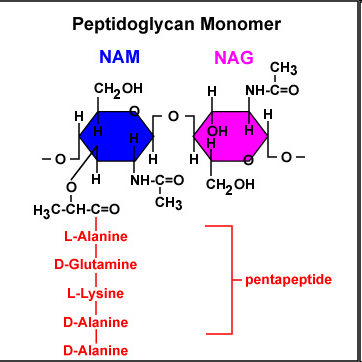 Peptidoglycan Monomer
NAM NAG
CH3
CH2OH H NH-C=O
H O O H
H H OH H
H
O H H O O
H NH-C=O H CH2OH
O
H3C-CH-C=O CH3
L-Alanine
D-Glutamine
L-Lysine
D-Alanine
D-Alanine
pentapeptide